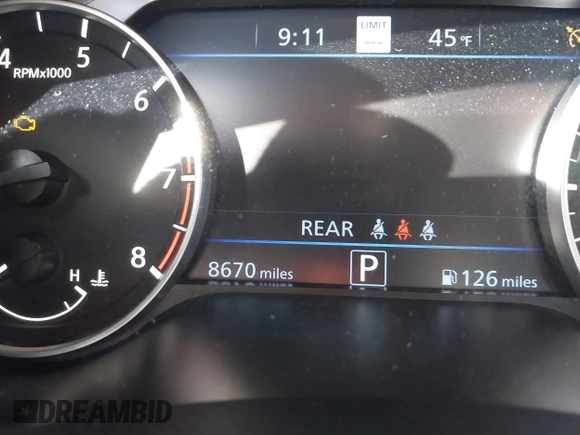 9:11 LIMIT --- 45 °F
4 5
RPMx1000
6
7
8
H
REAR
8670 miles P 126 miles
DREAMBID